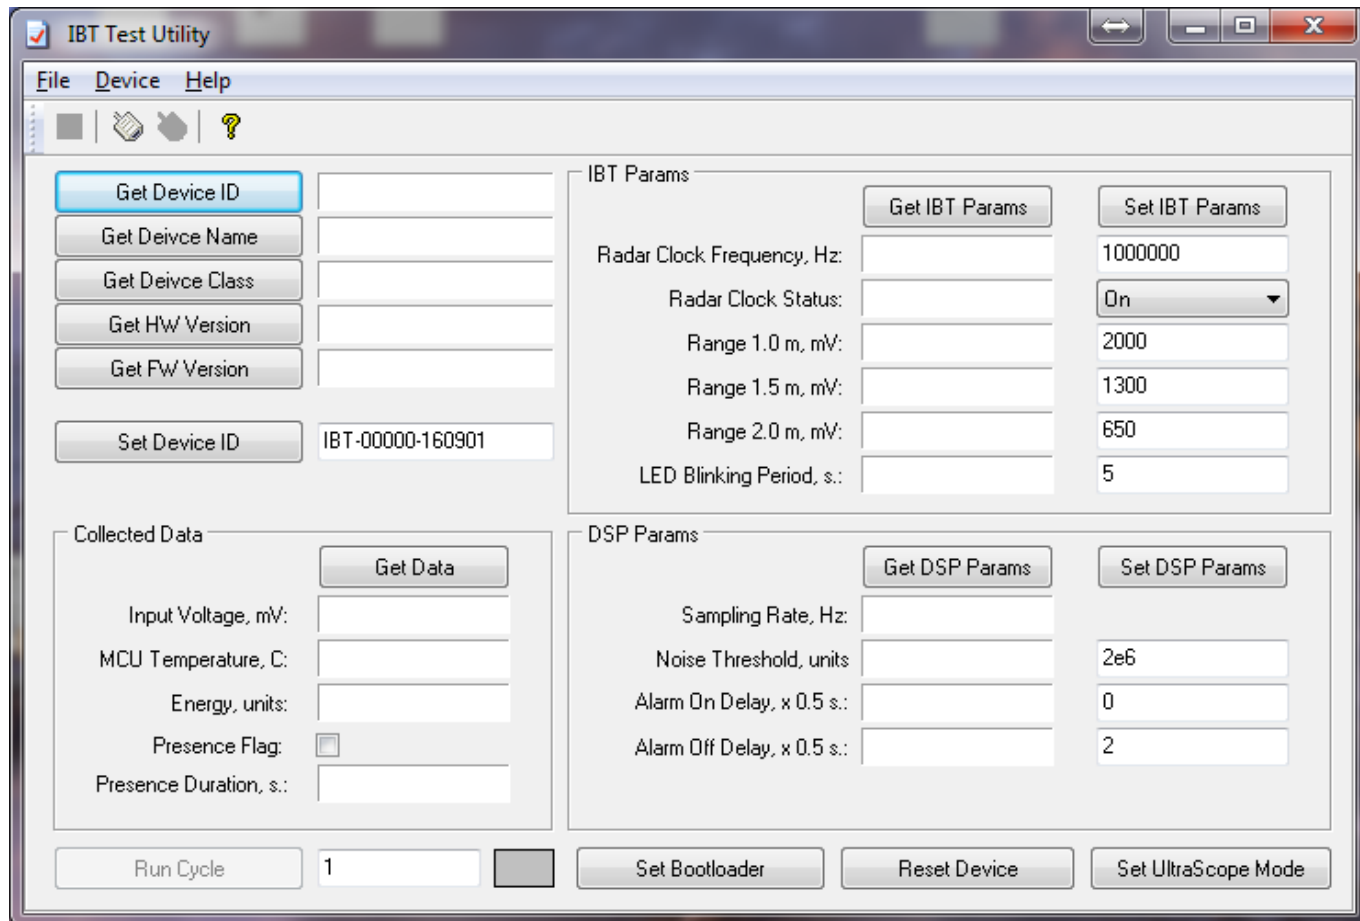 IBT Test Utility
File Device Help
Get Device ID
Get Deivce Name
Get Deivce Class
Get HW Version
Get FW Version
Set Device ID IBT-00000-160901
IBT Params
Get IBT Params Set IBT Params
Radar Clock Frequency, Hz: 1000000
Radar Clock Status: On
Range 1.0 m, mV: 2000
Range 1.5 m, mV: 1300
Range 2.0 m, mV: 650
LED Blinking Period, s.: 5
Collected Data
Get Data
Input Voltage, mV:
MCU Temperature, C:
Energy, units:
Presence Flag:
Presence Duration, s.:
DSP Params
Get DSP Params Set DSP Params
Sampling Rate, Hz:
Noise Threshold, units 2e6
Alarm On Delay, x 0.5 s.: 0
Alarm Off Delay, x 0.5 s.: 2
Run Cycle 1 Set Bootloader Reset Device Set UltraScope Mode